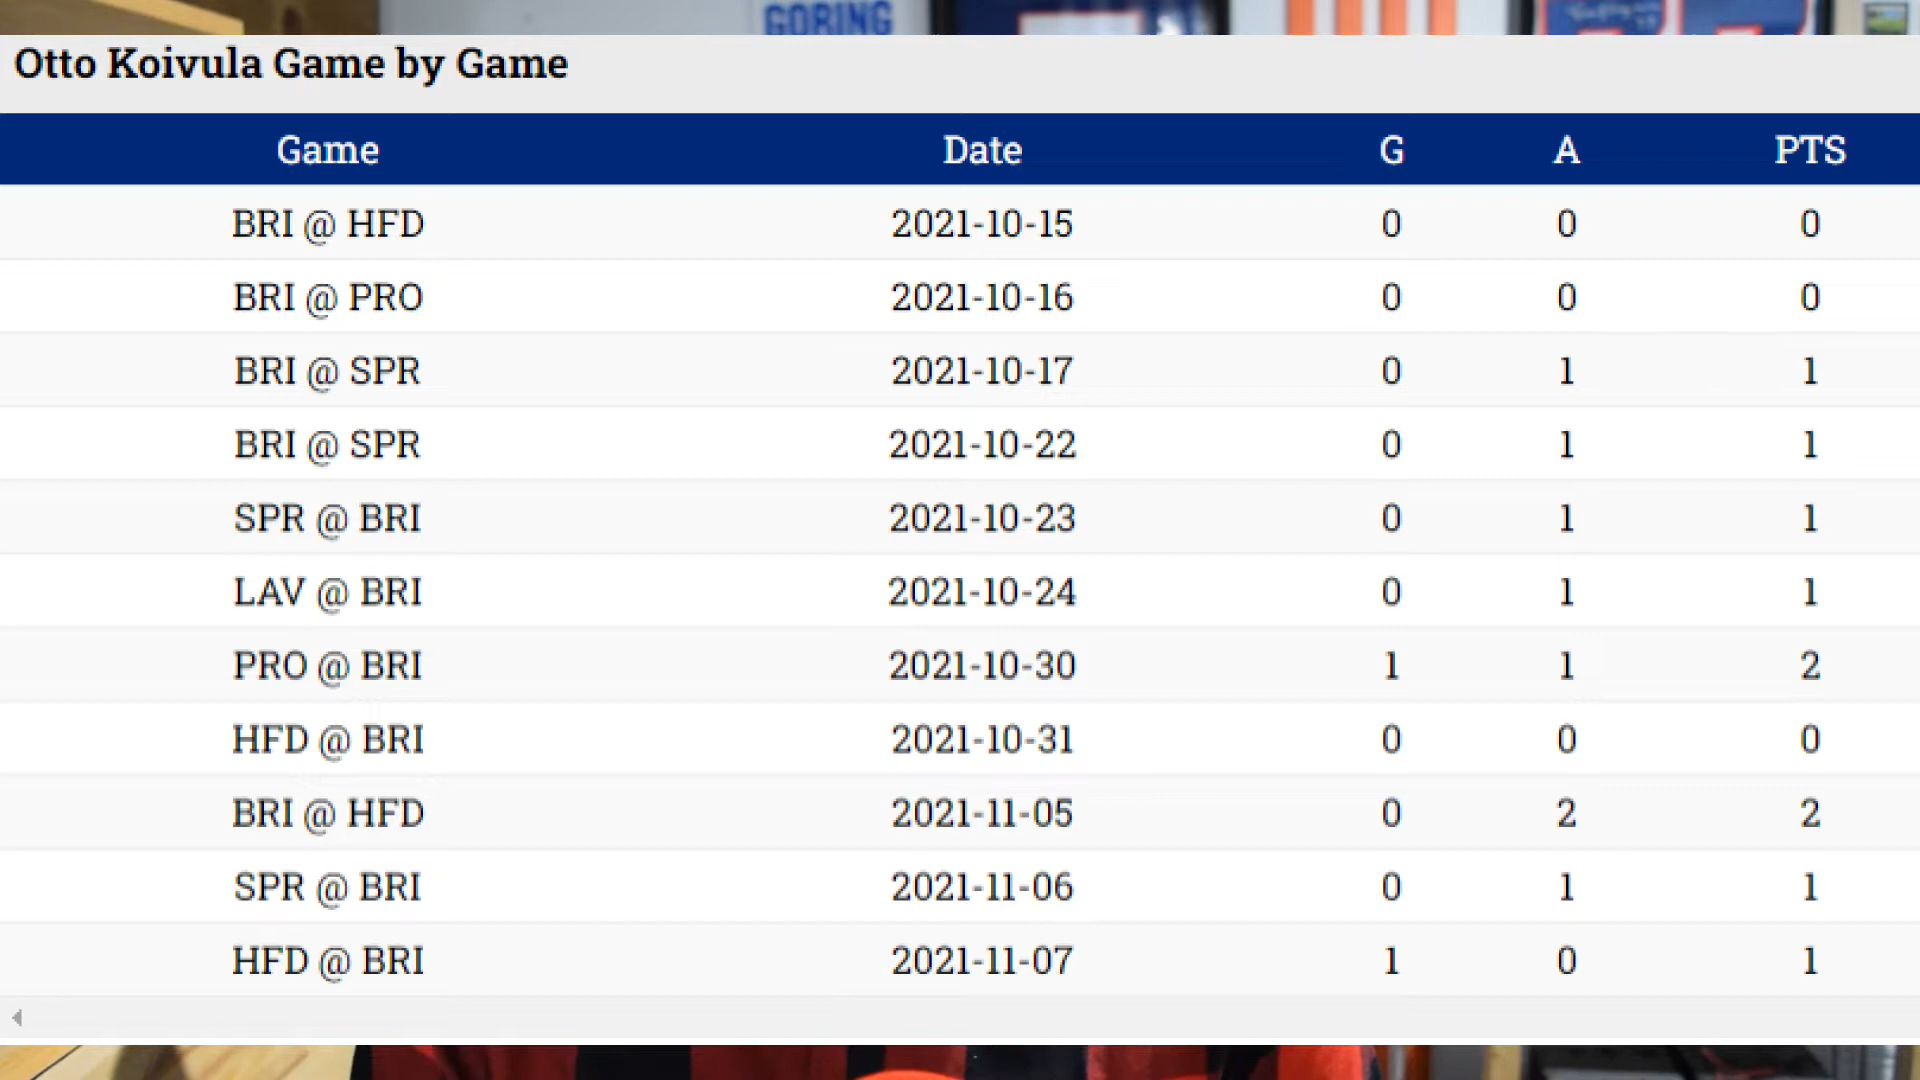 GORING
Otto Koivula Game by Game
Game Date G A PTS
BRI @ HFD 2021-10-15 0 0 0
BRI @ PRO 2021-10-16 0 0 0
BRI @ SPR 2021-10-17 0 1 1
BRI @ SPR 2021-10-22 0 1 1
SPR @ BRI 2021-10-23 0 1 1
LAV @ BRI 2021-10-24 0 1 1
PRO @ BRI 2021-10-30 1 1 2
HFD @ BRI 2021-10-31 0 0 0
BRI @ HFD 2021-11-05 0 2 2
SPR @ BRI 2021-11-06 0 1 1
HFD @ BRI 2021-11-07 1 0 1